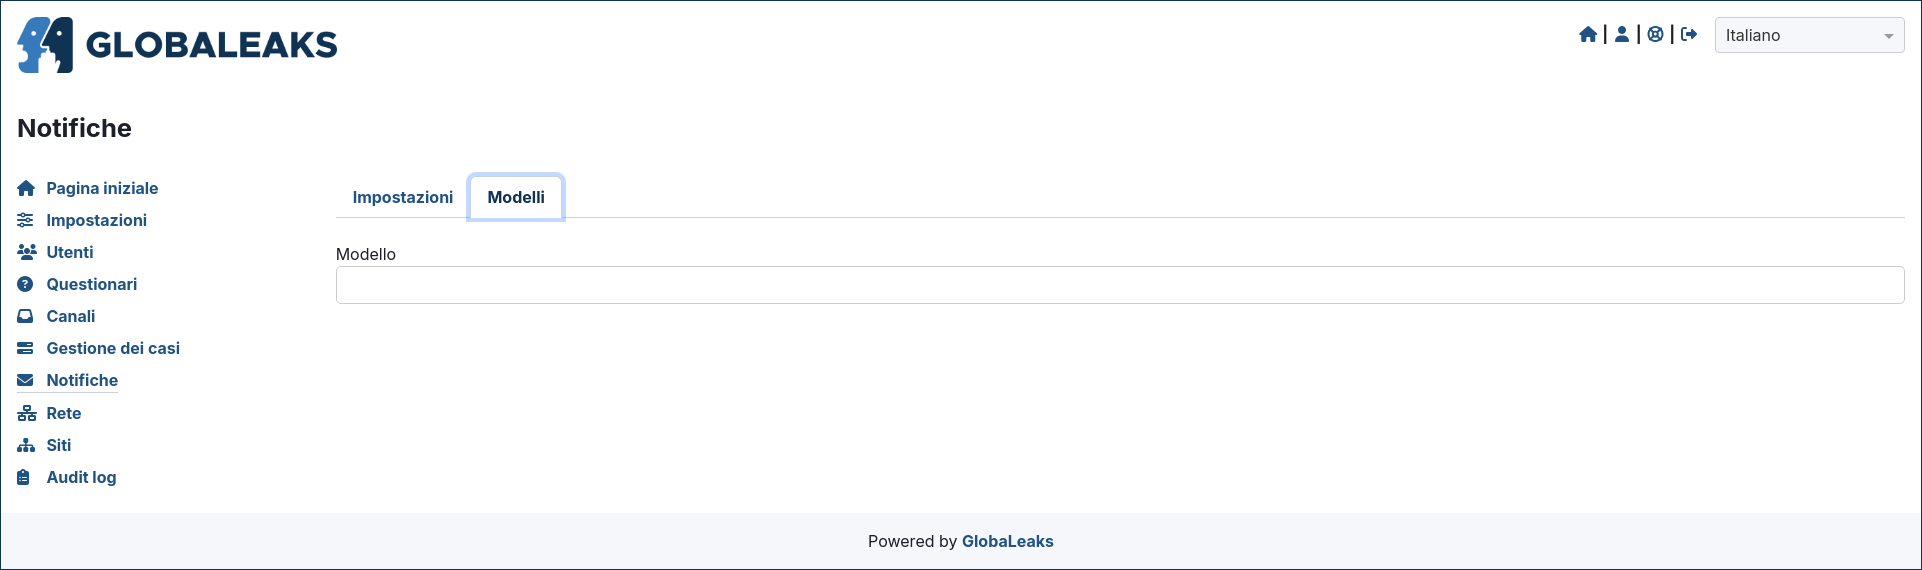 GLOBALEAKS
| | |
Italiano
Notifiche
Pagina iniziale
Impostazioni
Utenti
Questionari
Canali
Gestione dei casi
Notifiche
Rete
Siti
Audit log
Impostazioni
Modelli
Modello
Powered by GlobaLeaks